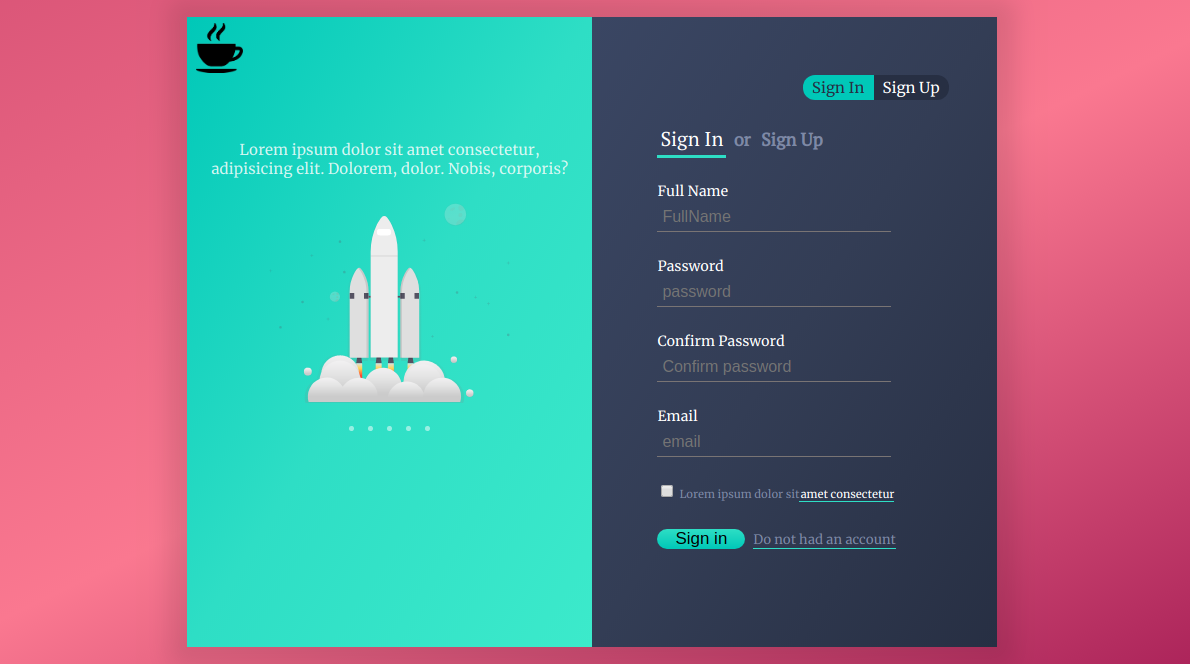 Lorem ipsum dolor sit amet consectetur,
adipisicing elit. Dolorem, dolor. Nobis, corporis?
Sign In Sign Up
Sign In or Sign Up
Full Name
FullName
Password
password
Confirm Password
Confirm password
Email
email
Lorem ipsum dolor sit amet consectetur
Sign in Do not had an account